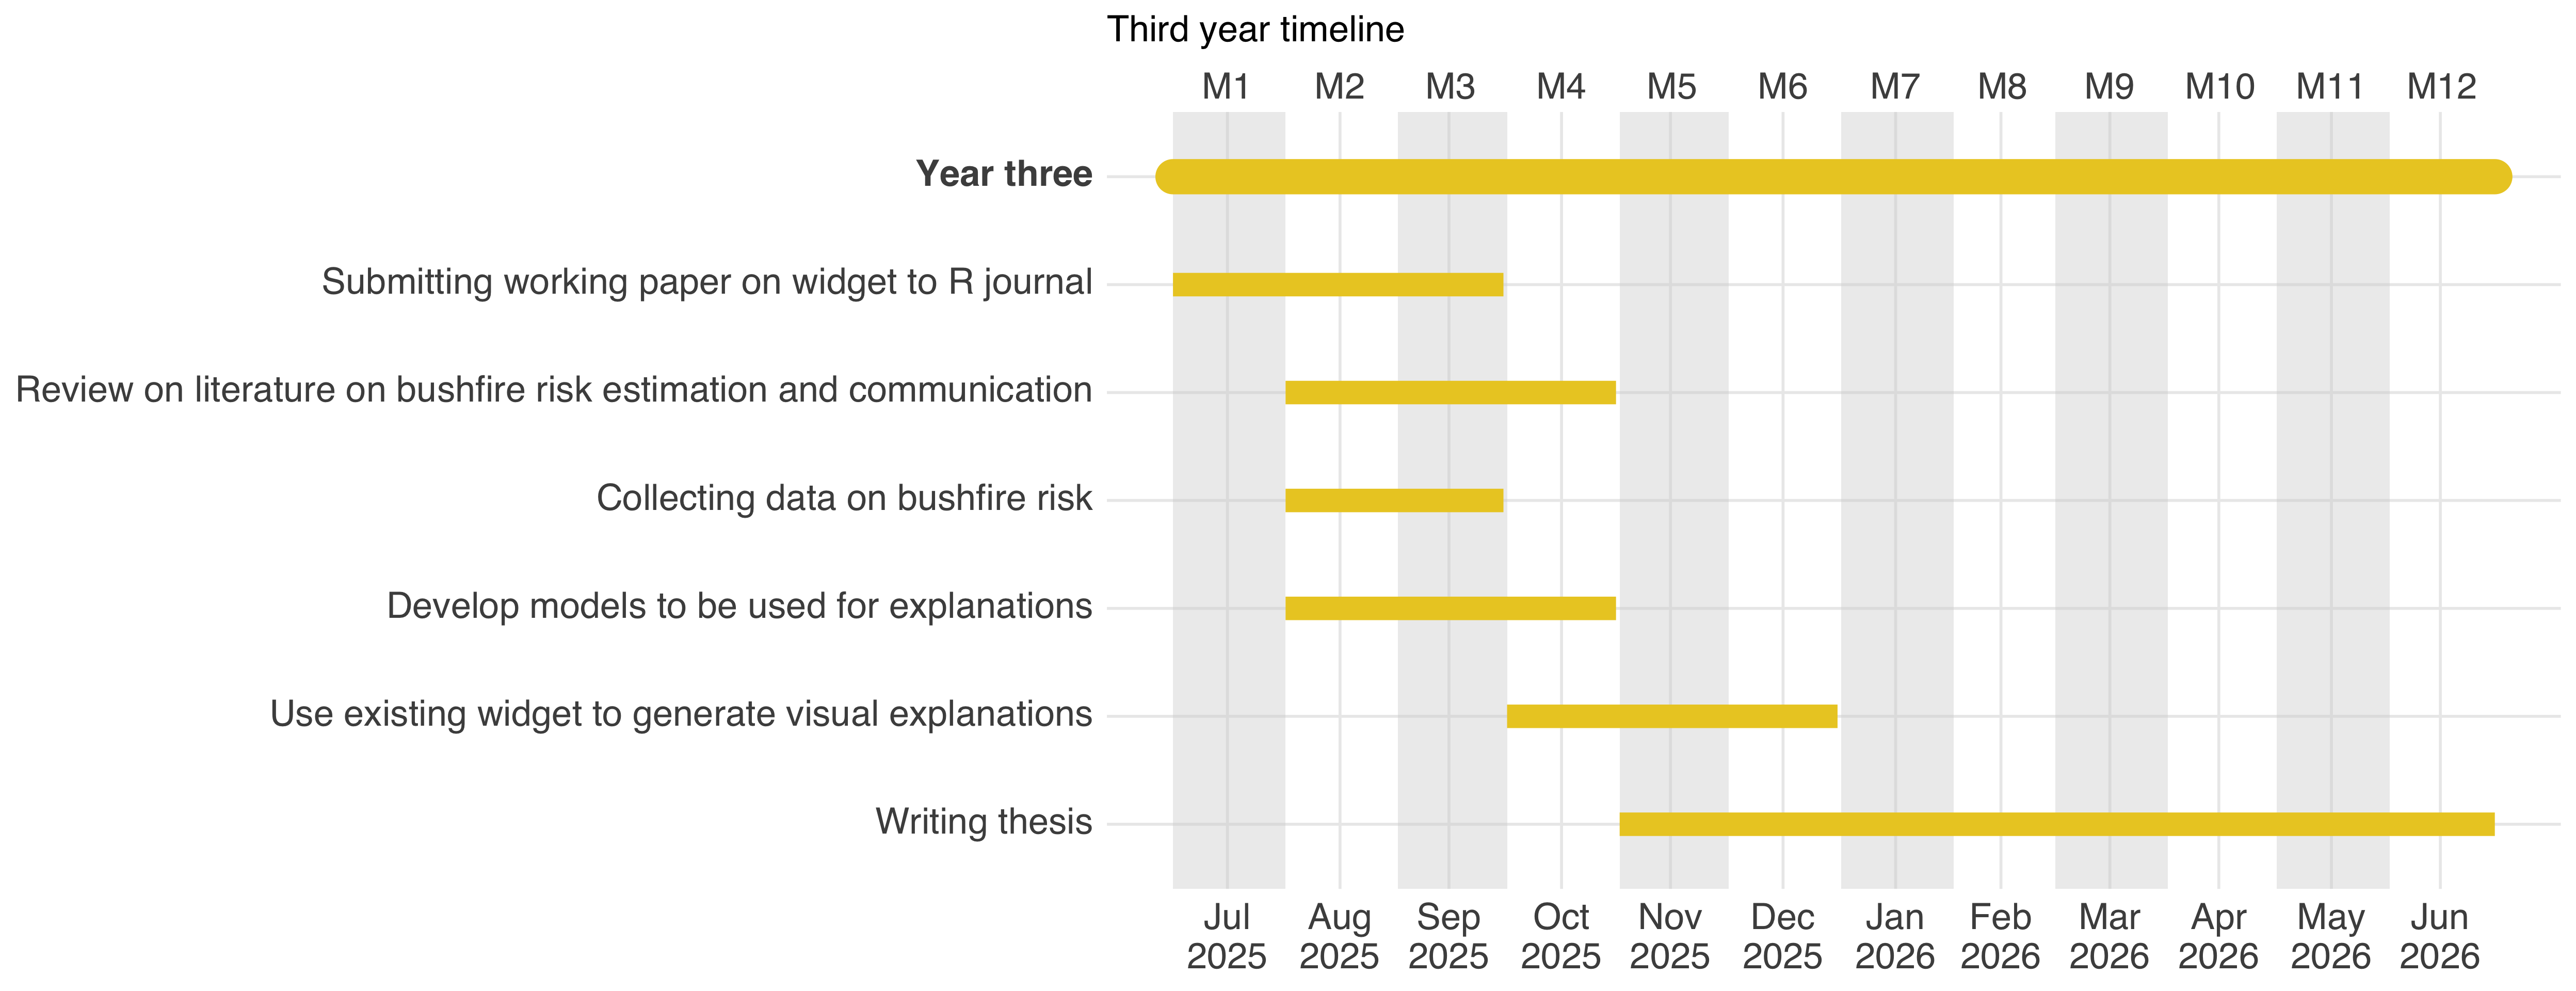 Third year timeline
M1 M2 M3 M4 M5 M6 M7 M8 M9 M10 M11 M12
Year three
Submitting working paper on widget to R journal
Review on literature on bushfire risk estimation and communication
Collecting data on bushfire risk
Develop models to be used for explanations
Use existing widget to generate visual explanations
Writing thesis
Jul Aug Sep Oct Nov Dec Jan Feb Mar Apr May Jun
2025 2025 2025 2025 2025 2025 2026 2026 2026 2026 2026 2026